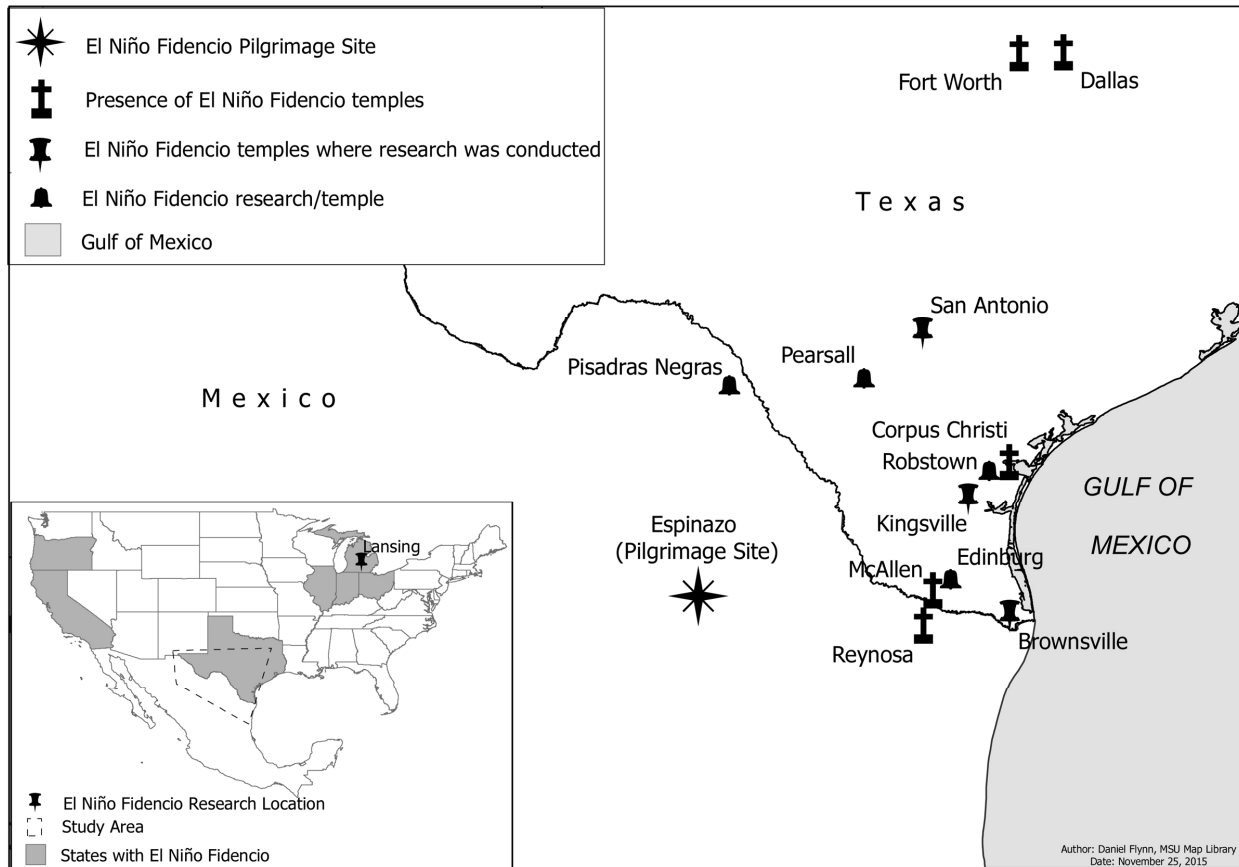 El Niño Fidencio Pilgrimage Site
Presence of El Niño Fidencio temples
El Niño Fidencio temples where research was conducted
El Niño Fidencio research/temple
Gulf of Mexico
Fort Worth
Dallas
Texas
San Antonio
Pearsall
Pisadras Negras
Mexico
Corpus Christi
Robstown
Kingsville
GULF OF
MEXICO
Espinazo
(Pilgrimage Site)
McAllen
Edinburg
Reynosa
Brownsville
Lansing
El Niño Fidencio Research Location
Study Area
States with El Niño Fidencio
Author: Daniel Flynn, MSU Map Library
Date: November 25, 2015